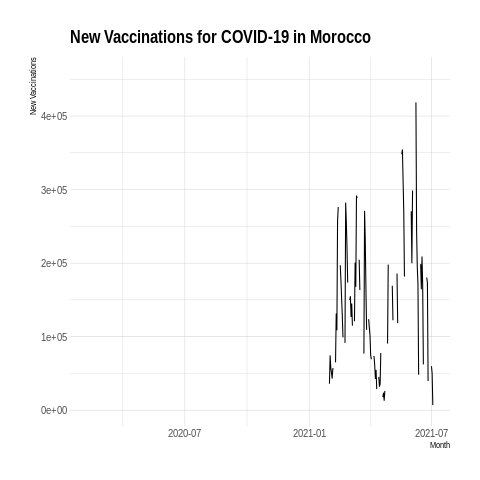 New Vaccinations for COVID-19 in Morocco
New Vaccinations
4e+05
3e+05
2e+05
1e+05
0e+00
2020-07
2021-01
2021-07
Month